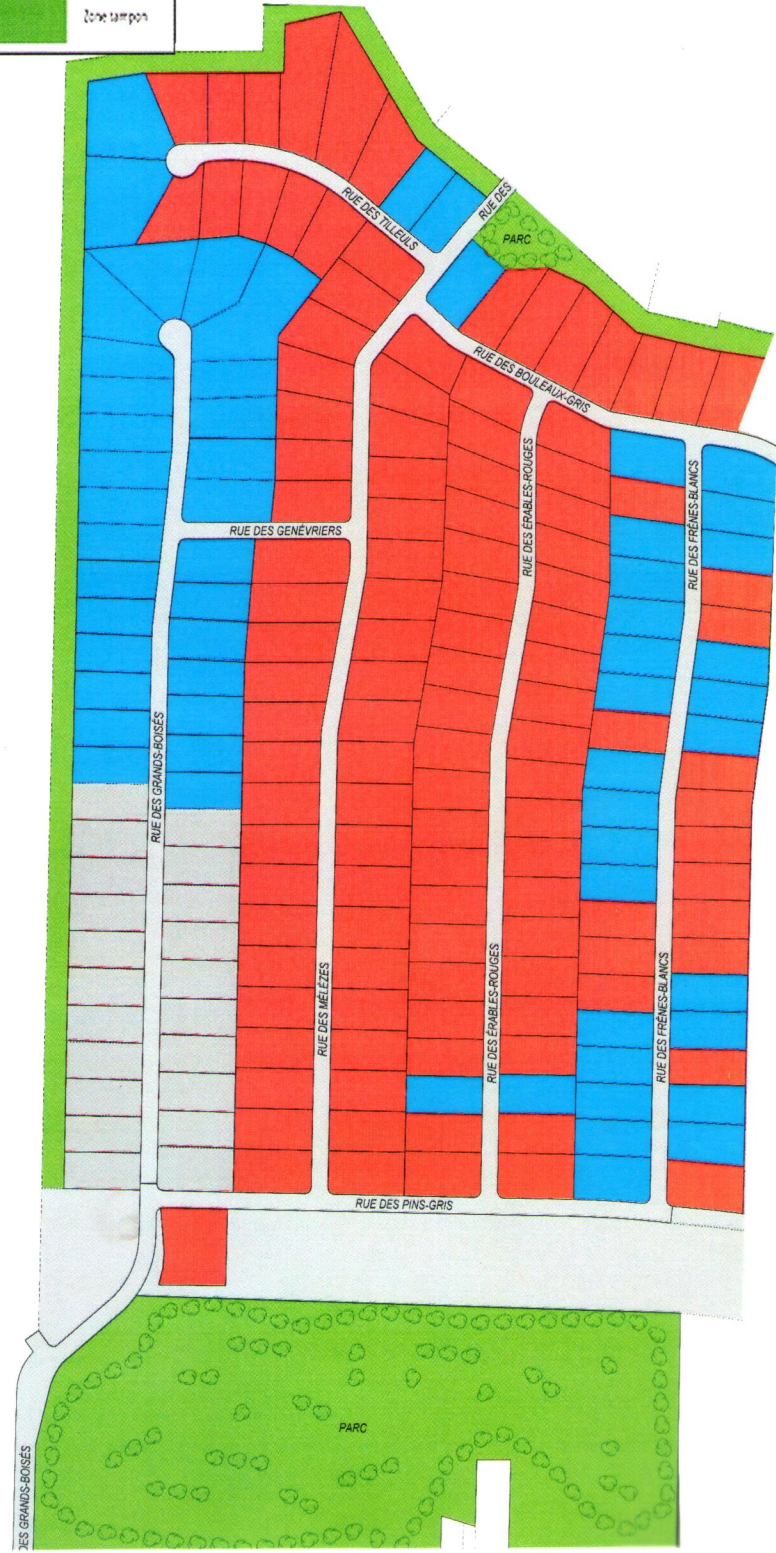 Zone tampon
RUE DES TILLEULS
RUE DES
PARC
RUE DES BOULEAUX-GRIS
RUE DES ÉRABLES-ROUGES
RUE DES FRÊNES-BLANCS
RUE DES GENÉVRIERS
RUE DES GRANDS-BOISÉS
RUE DES MÉLÈZES
RUE DES ÉRABLES-ROUGES
RUE DES FRÊNES-BLANCS
RUE DES PINS-GRIS
PARC
DES GRANDS-BOISÉS